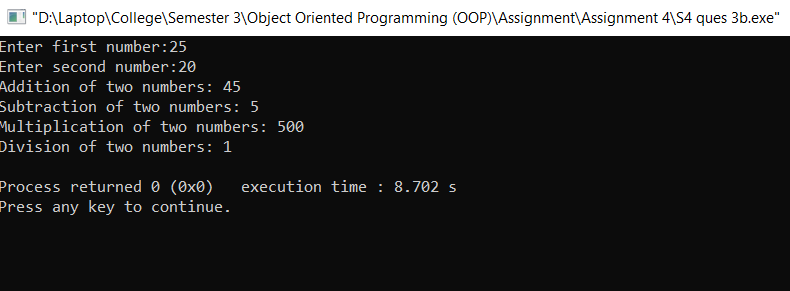 "D:\Laptop\College\Semester 3\Object Oriented Programming (OOP)\Assignment\Assignment 4\S4 ques 3b.exe"
Enter first number:25
Enter second number:20
Addition of two numbers: 45
Subtraction of two numbers: 5
Multiplication of two numbers: 500
Division of two numbers: 1
Process returned 0 (0x0)   execution time : 8.702 s
Press any key to continue.